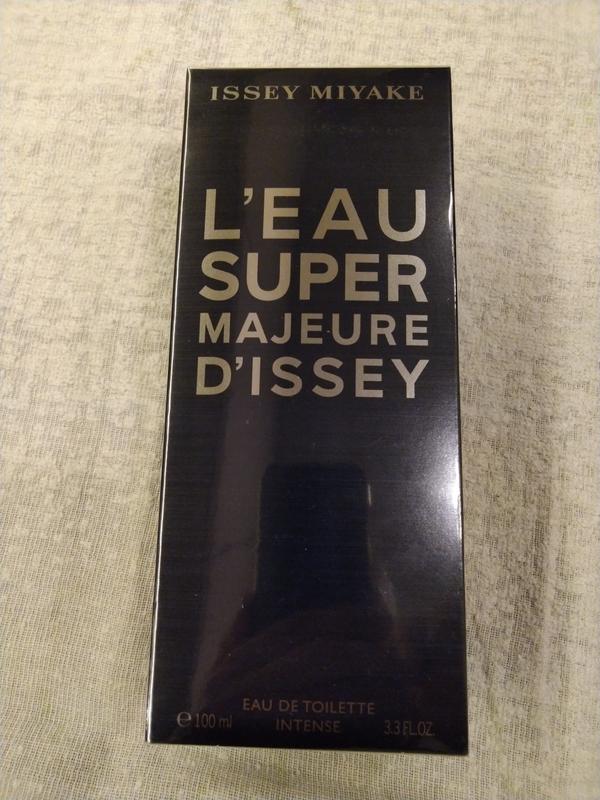 ISSEY MIYAKE
L'EAU
SUPER
MAJEURE
D'ISSEY
EAU DE TOILETTE
INTENSE
℮ 100 ml
3.3 FL.OZ.